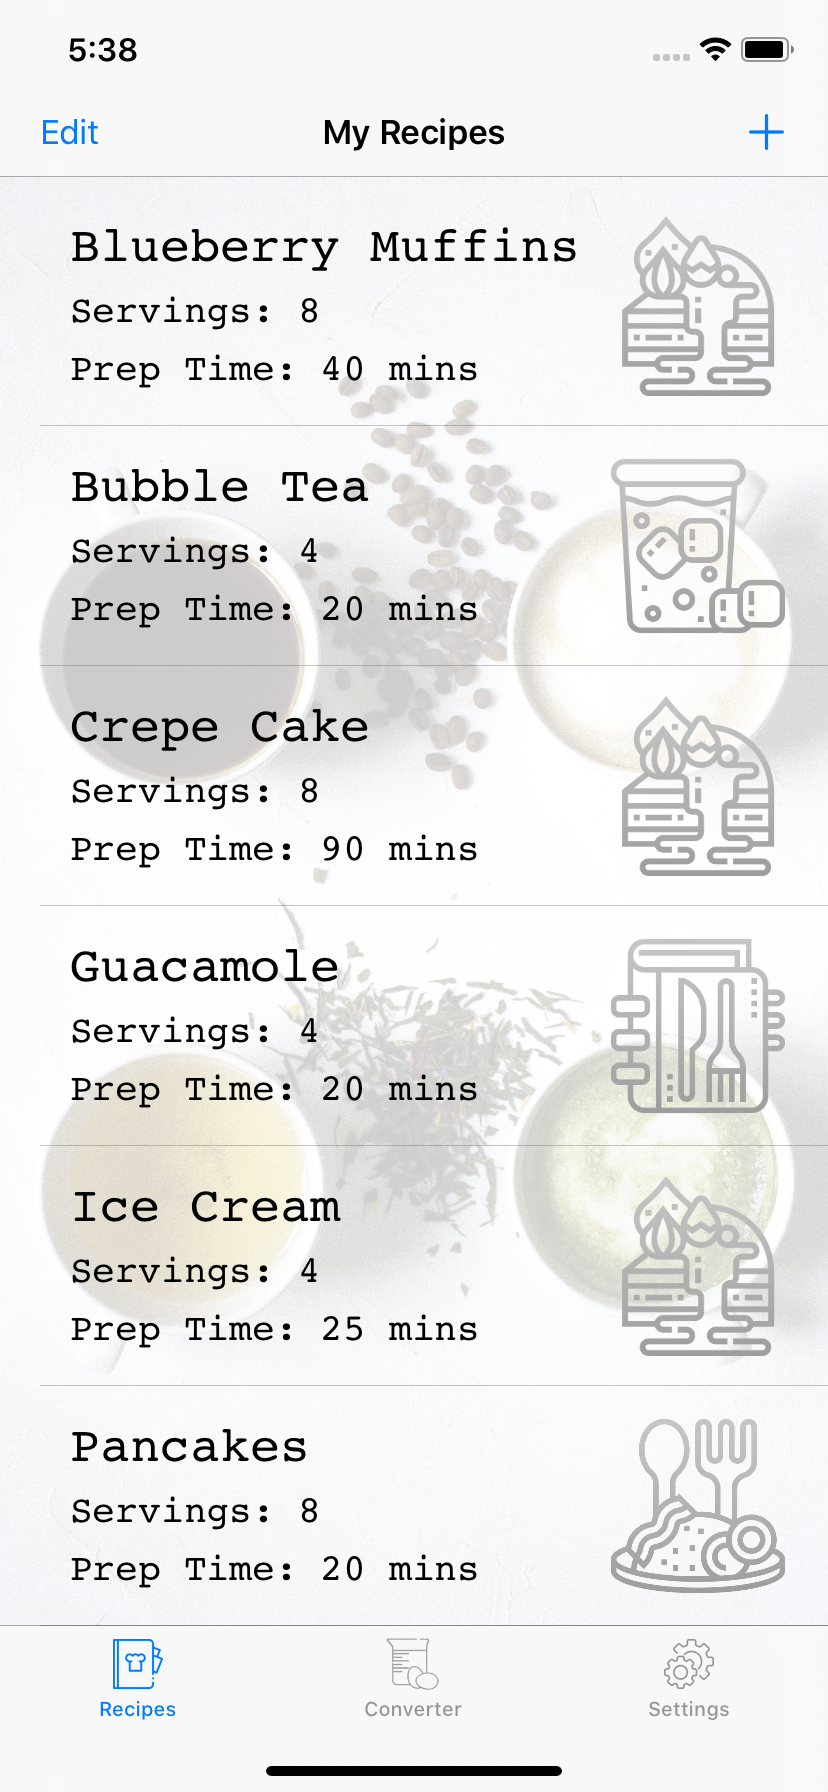 5:38
Edit
My Recipes
Blueberry Muffins
Servings: 8
Prep Time: 40 mins
Bubble Tea
Servings: 4
Prep Time: 20 mins
Crepe Cake
Servings: 8
Prep Time: 90 mins
Guacamole
Servings: 4
Prep Time: 20 mins
Ice Cream
Servings: 4
Prep Time: 25 mins
Pancakes
Servings: 8
Prep Time: 20 mins
Recipes
Converter
Settings